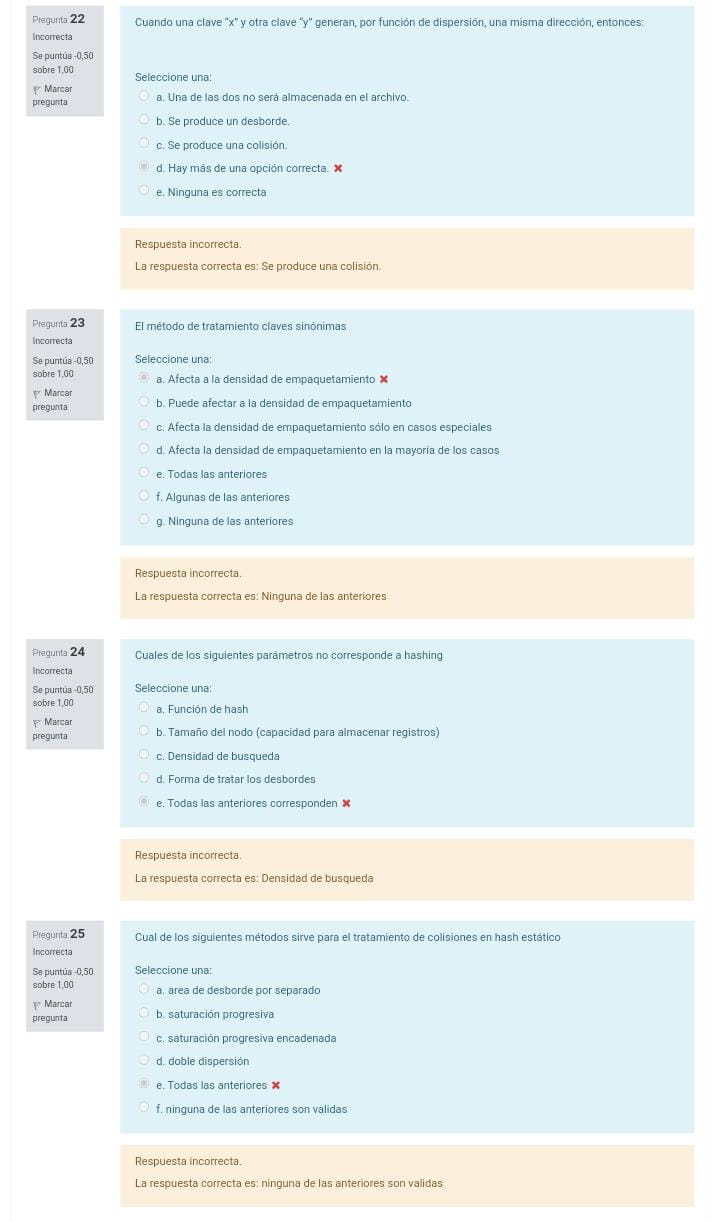 Pregunta 22
Incorrecta
Se puntúa -0,50
sobre 1,00
Marcar
pregunta
Cuando una clave “x” y otra clave “y” generan, por función de dispersión, una misma dirección, entonces:
Seleccione una:
a. Una de las dos no será almacenada en el archivo.
b. Se produce un desborde.
c. Se produce una colisión.
d. Hay más de una opción correcta.
e. Ninguna es correcta
Respuesta incorrecta.
La respuesta correcta es: Se produce una colisión.
Pregunta 23
Incorrecta
Se puntúa -0,50
sobre 1,00
Marcar
pregunta
El método de tratamiento claves sinónimas
Seleccione una:
a. Afecta a la densidad de empaquetamiento
b. Puede afectar a la densidad de empaquetamiento
c. Afecta la densidad de empaquetamiento sólo en casos especiales
d. Afecta la densidad de empaquetamiento en la mayoría de los casos
e. Todas las anteriores
f. Algunas de las anteriores
g. Ninguna de las anteriores
Respuesta incorrecta.
La respuesta correcta es: Ninguna de las anteriores
Pregunta 24
Incorrecta
Se puntúa -0,50
sobre 1,00
Marcar
pregunta
Cuales de los siguientes parámetros no corresponde a hashing
Seleccione una:
a. Función de hash
b. Tamaño del nodo (capacidad para almacenar registros)
c. Densidad de busqueda
d. Forma de tratar los desbordes
e. Todas las anteriores corresponden
Respuesta incorrecta.
La respuesta correcta es: Densidad de busqueda
Pregunta 25
Incorrecta
Se puntúa -0,50
sobre 1,00
Marcar
pregunta
Cual de los siguientes métodos sirve para el tratamiento de colisiones en hash estático
Seleccione una:
a. area de desborde por separado
b. saturación progresiva
c. saturación progresiva encadenada
d. doble dispersión
e. Todas las anteriores
f. ninguna de las anteriores son validas
Respuesta incorrecta.
La respuesta correcta es: ninguna de las anteriores son validas